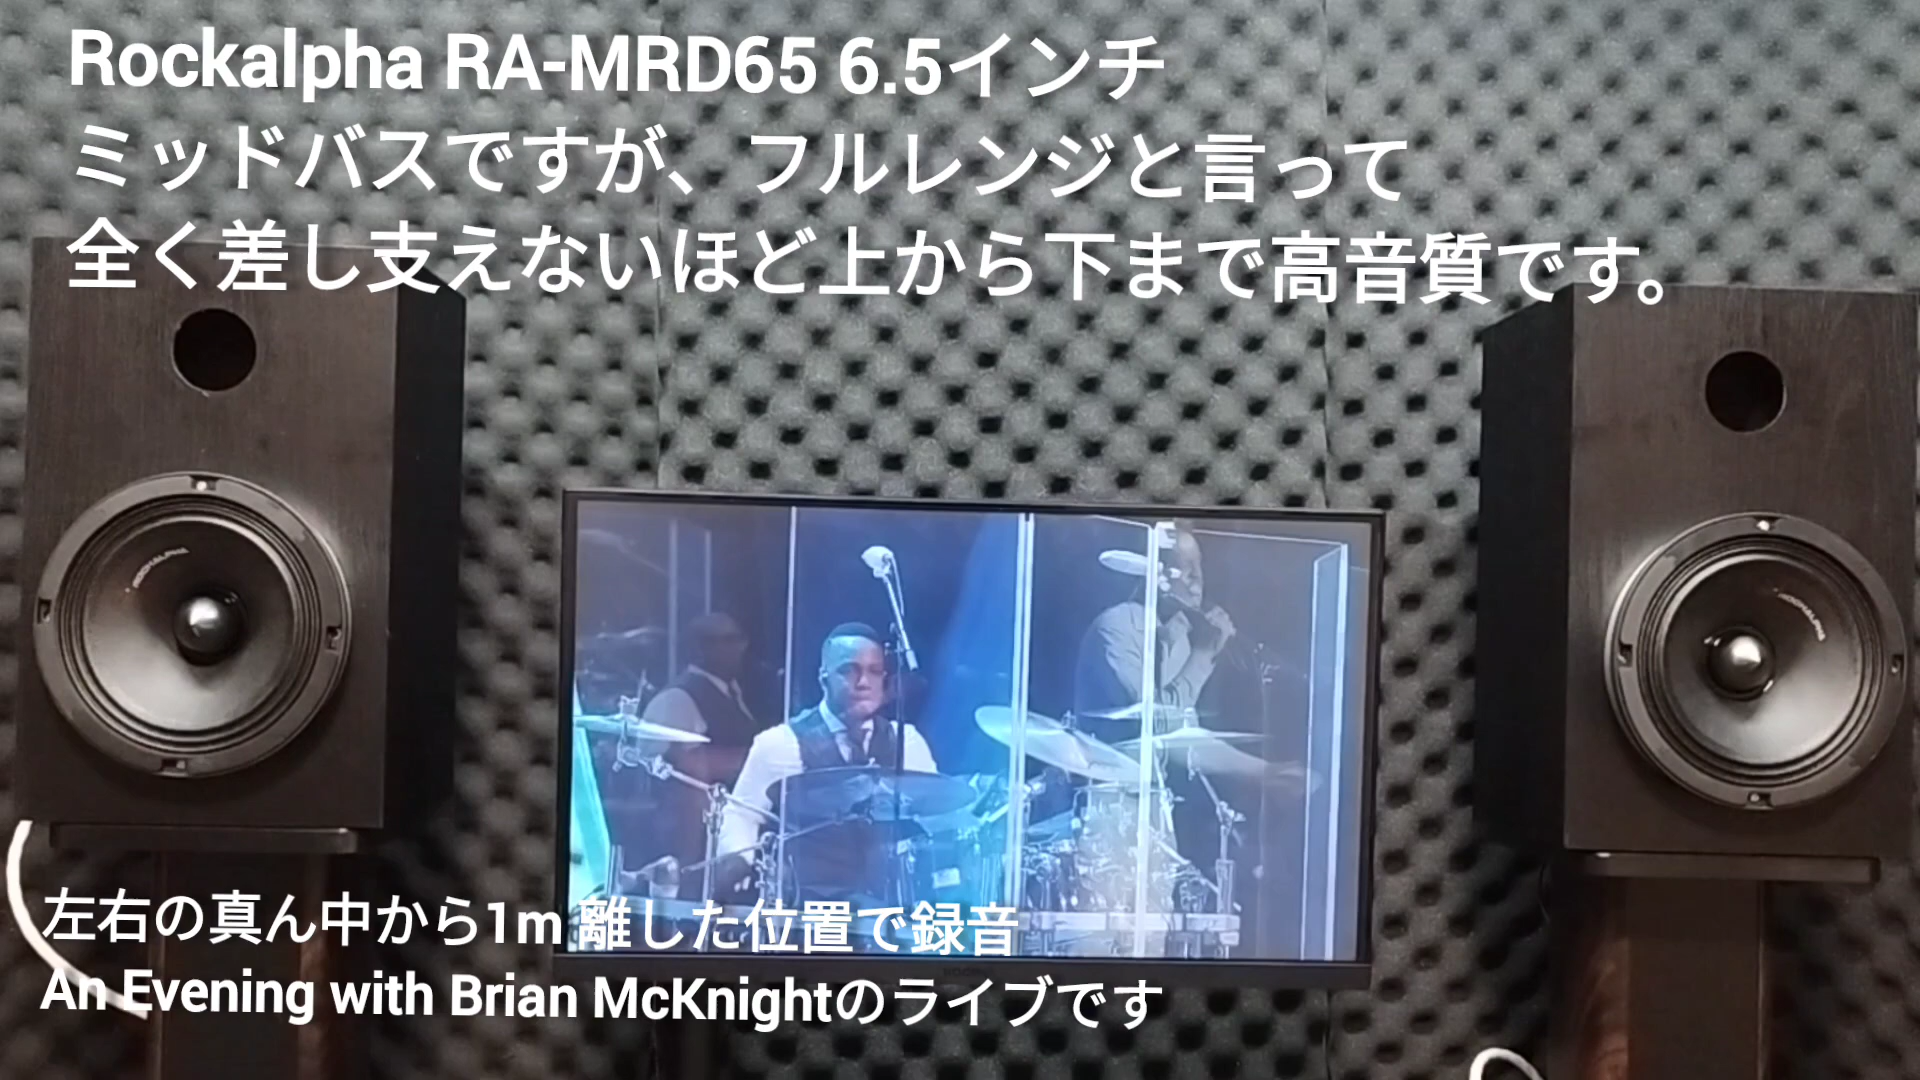 Rockalpha RA-MRD65 6.5インチ
ミッドバスですが、フルレンジと言って
全く差し支えないほど上から下まで高音質です。
ROCKALPHA
ROCKALPHA
左右の真ん中から1m 離した位置で録音
An Evening with Brian McKnightのライブです